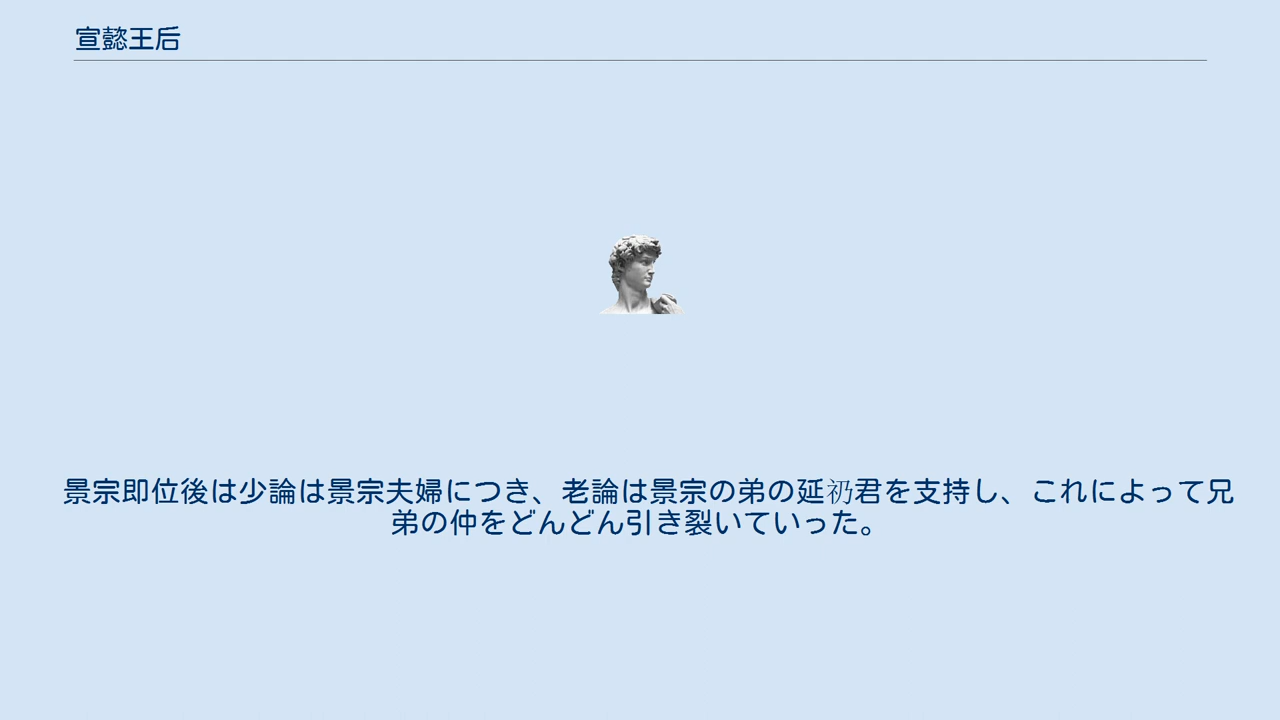 宣懿王后
景宗即位後は少論は景宗夫婦につき、老論は景宗の弟の延礽君を支持し、これによって兄
弟の仲をどんどん引き裂いていった。